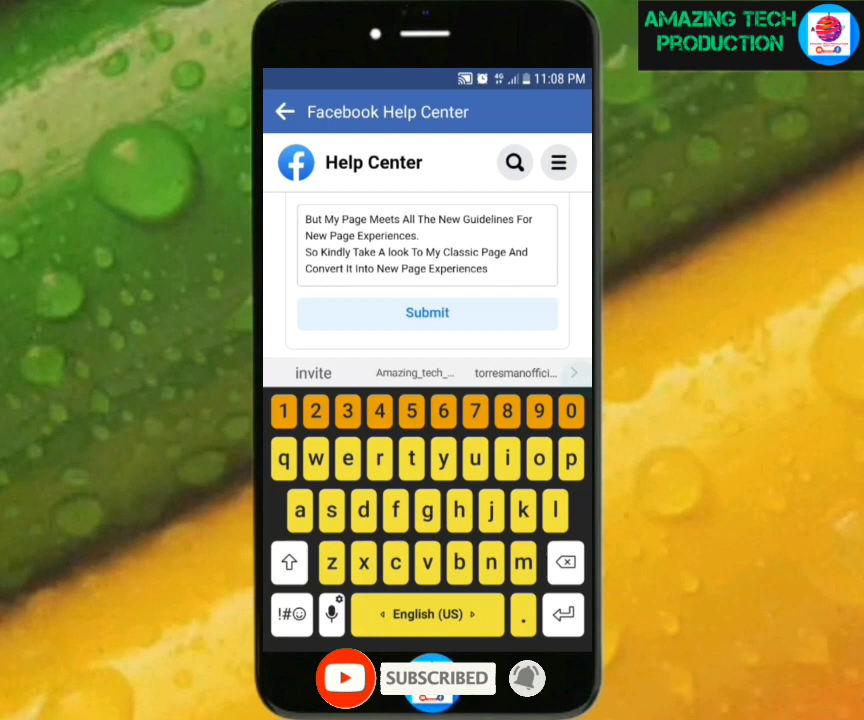 AMAZING TECH
PRODUCTION
11:08 PM
Facebook Help Center
Help Center
But My Page Meets All The New Guidelines For
New Page Experiences.
So Kindly Take A look To My Classic Page And
Convert It Into New Page Experiences
Submit
invite Amazing_tech_... torresmanoffici...
1 2 3 4 5 6 7 8 9 0
q w e r t y u i o p
a s d f g h j k l
z x c v b n m
!#☺ English (US) .
SUBSCRIBED